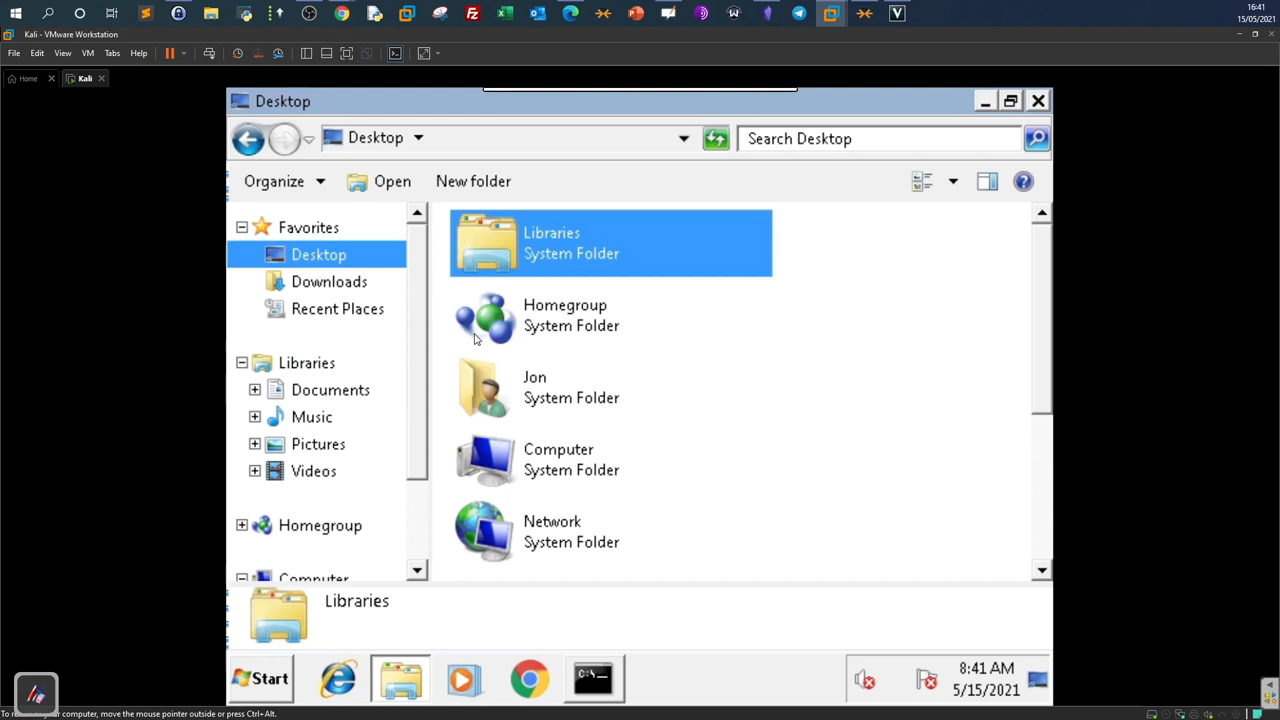 16:41
15/05/2021
Kali - VMware Workstation
File Edit View VM Tabs Help
Home Kali
Desktop
Desktop
Search Desktop
Organize Open New folder
Favorites
Desktop
Downloads
Recent Places
Libraries
Documents
Music
Pictures
Videos
Homegroup
Computer
Libraries
System Folder
Homegroup
System Folder
Jon
System Folder
Computer
System Folder
Network
System Folder
Libraries
Start
C:\
8:41 AM
5/15/2021
your computer, move the mouse pointer outside or press Ctrl+Alt.